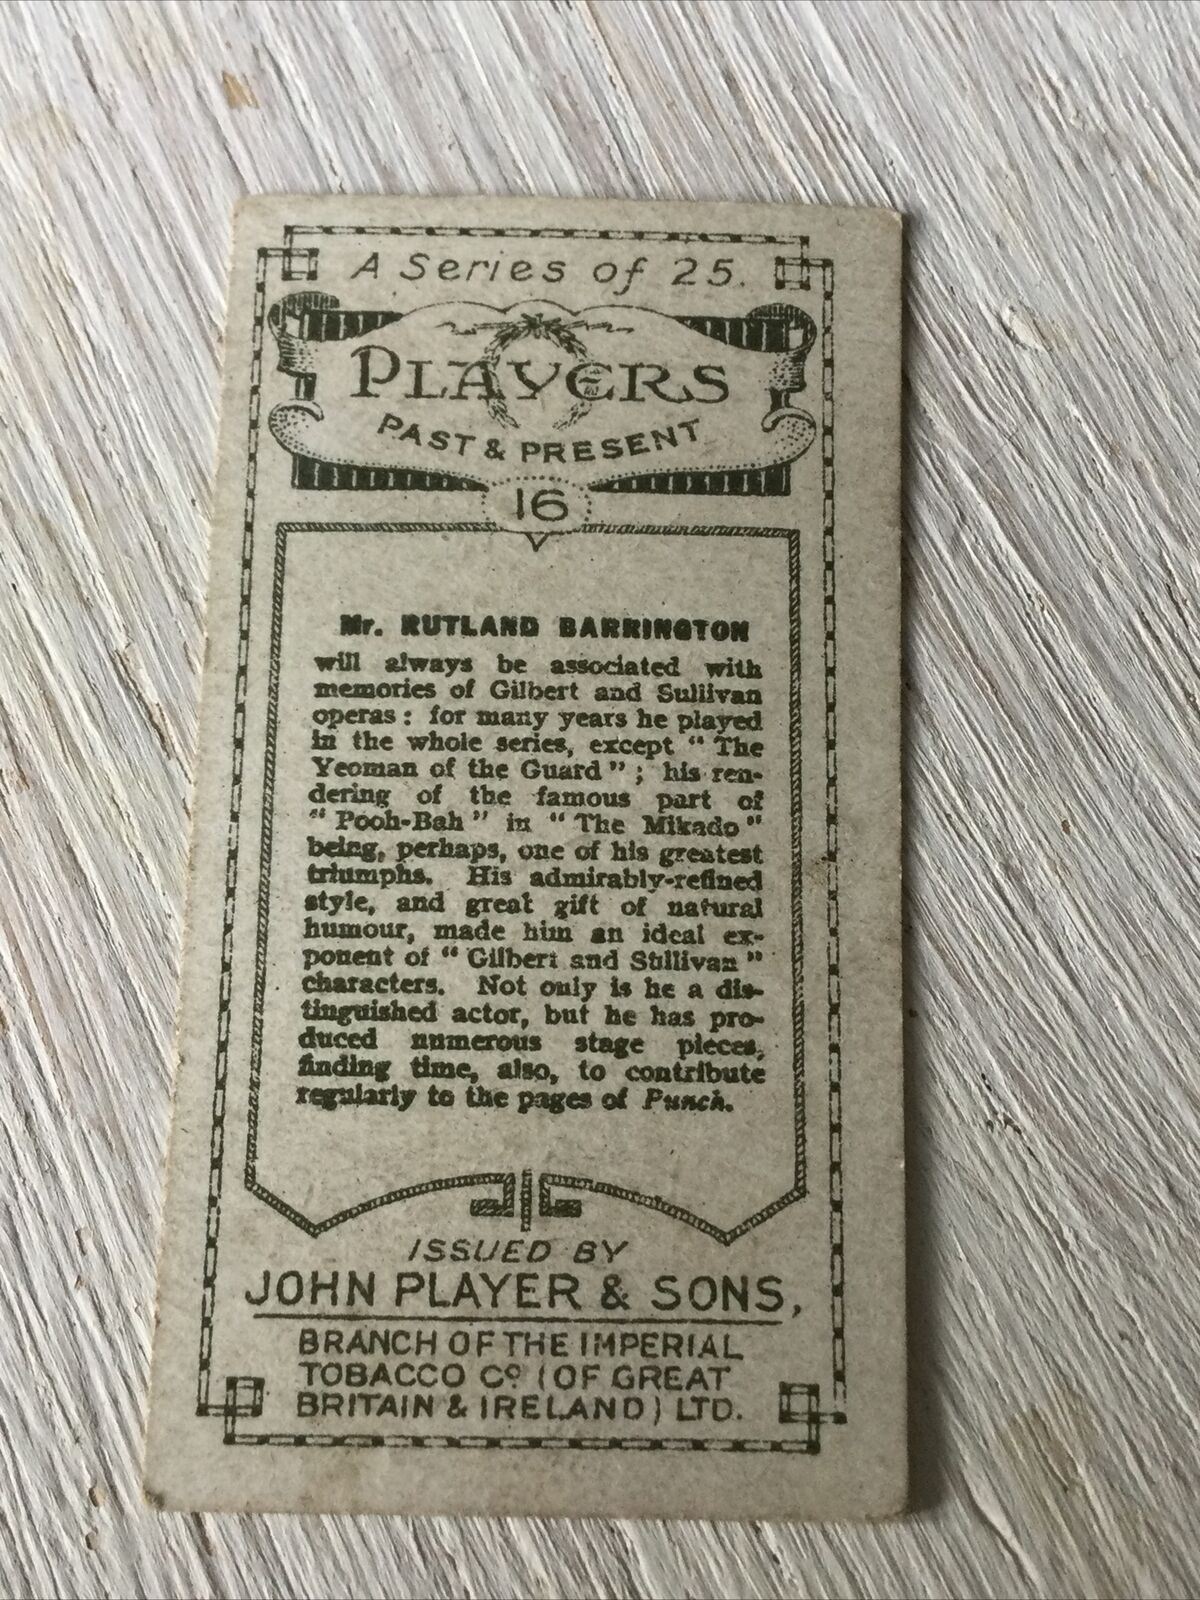 A Series of 25.
PLAYERS
PAST & PRESENT
16
Mr. RUTLAND BARRINGTON
will always be associated with
memories of Gilbert and Sullivan
operas: for many years he played
in the whole series, except "The
Yeoman of the Guard"; his ren-
dering of the famous part of
"Pooh-Bah" in "The Mikado"
being, perhaps, one of his greatest
triumphs. His admirably-refined
style, and great gift of natural
humour, made him an ideal ex-
ponent of "Gilbert and Sullivan"
characters. Not only is he a dis-
tinguished actor, but he has pro-
duced numerous stage pieces,
finding time, also, to contribute
regularly to the pages of Punch.
ISSUED BY
JOHN PLAYER & SONS,
BRANCH OF THE IMPERIAL
TOBACCO Co (OF GREAT
BRITAIN & IRELAND) LTD.